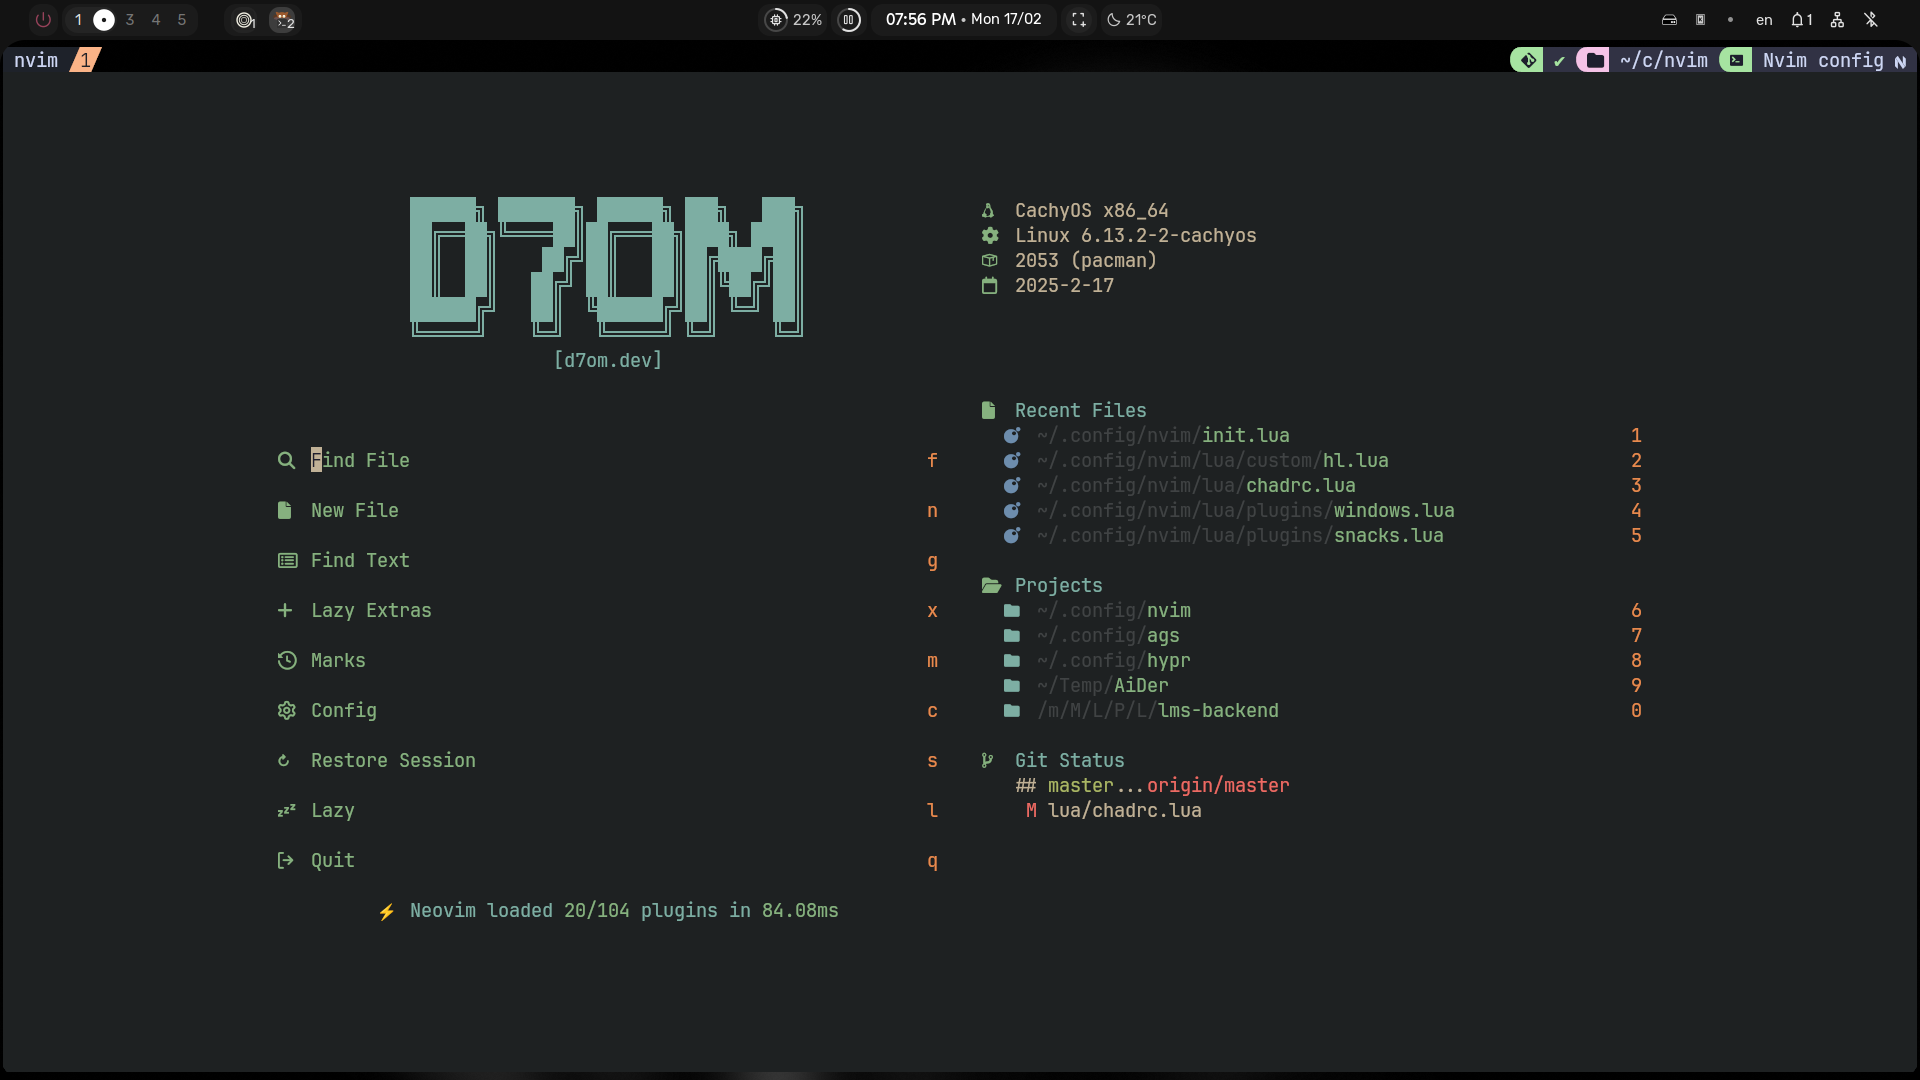 1 3 4 5 1 2 22% 07:56 PM • Mon 17/02 21°C en 1
nvim 1 ✔ ~/c/nvim Nvim config
D7OM
[d7om.dev]
Find File f
New File n
Find Text g
Lazy Extras x
Marks m
Config c
Restore Session s
Lazy l
Quit q
⚡ Neovim loaded 20/104 plugins in 84.08ms
CachyOS x86_64
Linux 6.13.2-2-cachyos
2053 (pacman)
2025-2-17
Recent Files
~/.config/nvim/init.lua 1
~/.config/nvim/lua/custom/hl.lua 2
~/.config/nvim/lua/chadrc.lua 3
~/.config/nvim/lua/plugins/windows.lua 4
~/.config/nvim/lua/plugins/snacks.lua 5
Projects
~/.config/nvim 6
~/.config/ags 7
~/.config/hypr 8
~/Temp/AiDer 9
/m/M/L/P/L/lms-backend 0
Git Status
## master...origin/master
M lua/chadrc.lua